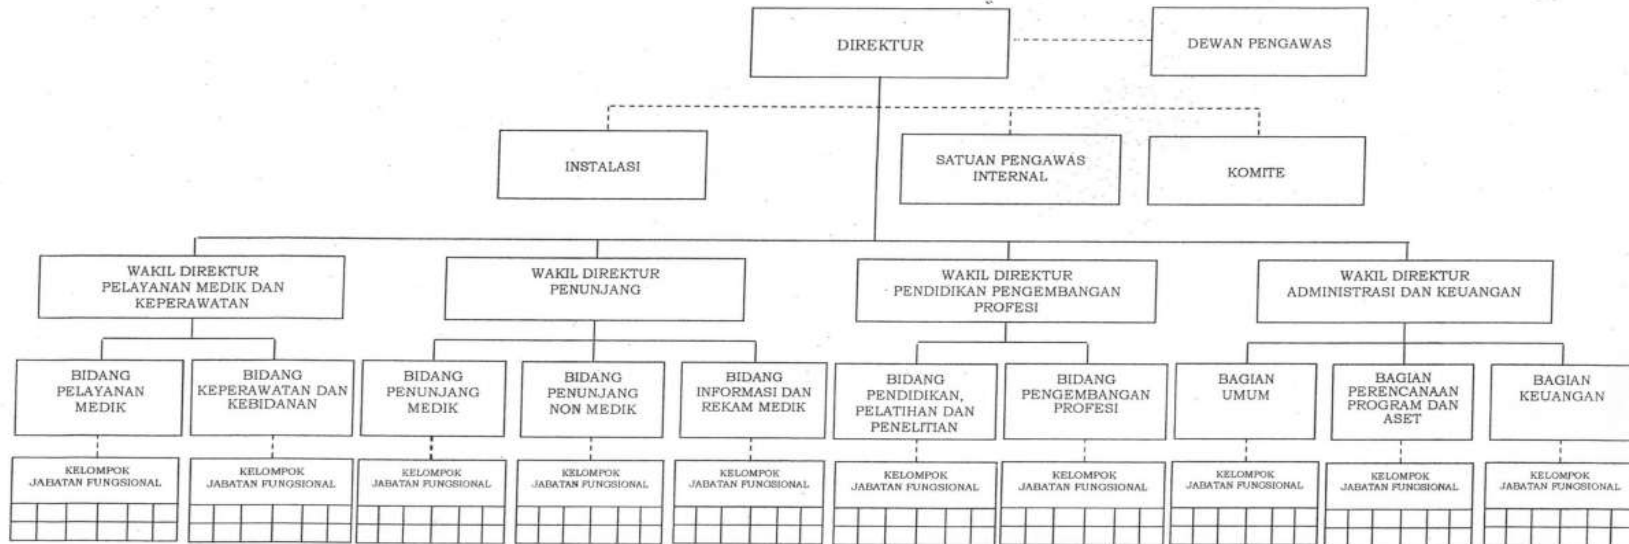 DIREKTUR
DEWAN PENGAWAS
INSTALASI
SATUAN PENGAWAS
INTERNAL
KOMITE
WAKIL DIREKTUR
PELAYANAN MEDIK DAN
KEPERAWATAN
WAKIL DIREKTUR
PENUNJANG
WAKIL DIREKTUR
PENDIDIKAN PENGEMBANGAN
PROFESI
WAKIL DIREKTUR
ADMINISTRASI DAN KEUANGAN
BIDANG
PELAYANAN
MEDIK
BIDANG
KEPERAWATAN DAN
KEBIDANAN
BIDANG
PENUNJANG
MEDIK
BIDANG
PENUNJANG
NON MEDIK
BIDANG
INFORMASI DAN
REKAM MEDIK
BIDANG
PENDIDIKAN,
PELATIHAN DAN
PENELITIAN
BIDANG
PENGEMBANGAN
PROFESI
BAGIAN
UMUM
BAGIAN
PERENCANAAN
PROGRAM DAN
ASET
BAGIAN
KEUANGAN
KELOMPOK
JABATAN FUNGSIONAL
KELOMPOK
JABATAN FUNGSIONAL
KELOMPOK
JABATAN FUNGSIONAL
KELOMPOK
JABATAN FUNGSIONAL
KELOMPOK
JABATAN FUNGSIONAL
KELOMPOK
JABATAN FUNGSIONAL
KELOMPOK
JABATAN FUNGSIONAL
KELOMPOK
JABATAN FUNGSIONAL
KELOMPOK
JABATAN FUNGSIONAL
KELOMPOK
JABATAN FUNGSIONAL